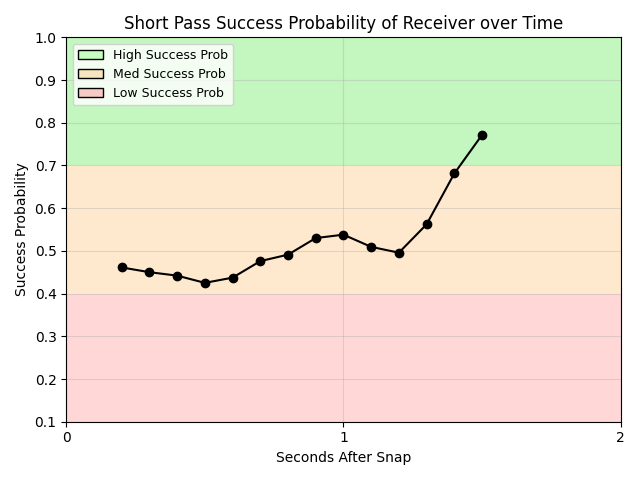 Short Pass Success Probability of Receiver over Time
1.0
High Success Prob
Med Success Prob
Low Success Prob
0.9
0.8
0.7
0.6
0.5
0.4
0.3
0.2
0.1
Success Probability
0
1
2
Seconds After Snap